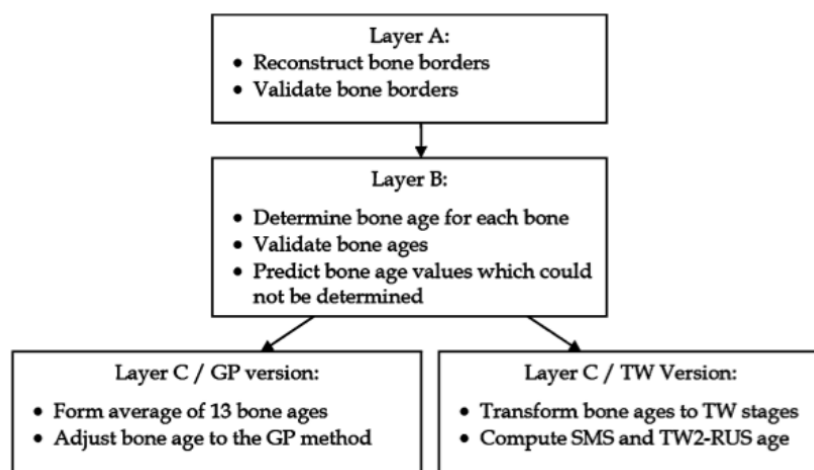 Layer A:
• Reconstruct bone borders
• Validate bone borders
Layer B:
• Determine bone age for each bone
• Validate bone ages
• Predict bone age values which could
not be determined
Layer C / GP version:
• Form average of 13 bone ages
• Adjust bone age to the GP method
Layer C / TW Version:
• Transform bone ages to TW stages
• Compute SMS and TW2-RUS age